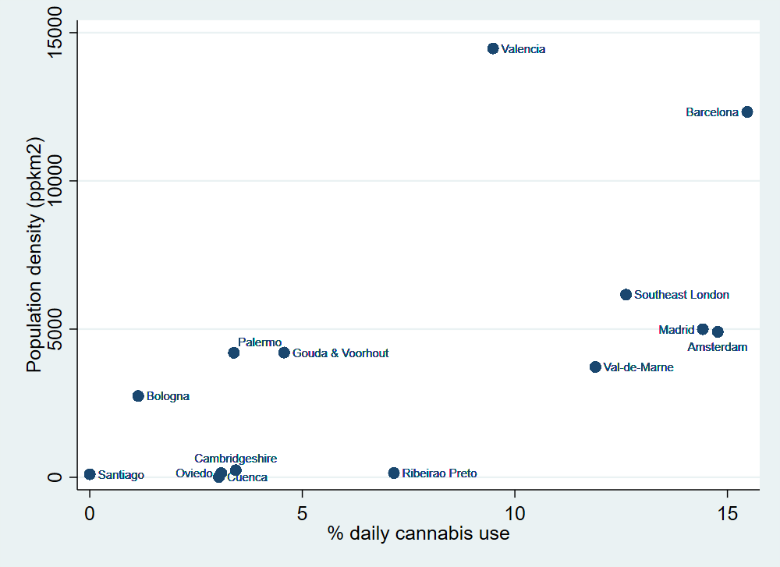 15000
Valencia
Barcelona
10000
Population density (ppkm2)
Southeast London
5000
Madrid
Amsterdam
Palermo
Gouda & Voorhout
Val-de-Marne
Bologna
Cambridgeshire
0
Santiago
Oviedo
Cuenca
Ribeirao Preto
0 5 10 15
% daily cannabis use